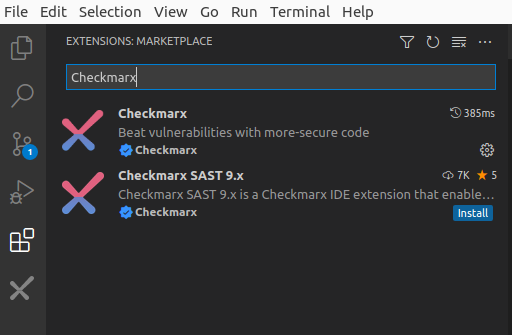 File Edit Selection View Go Run Terminal Help
EXTENSIONS: MARKETPLACE
Checkmarx
Checkmarx 385ms
Beat vulnerabilities with more-secure code
Checkmarx
1
Checkmarx SAST 9.x 7K 5
Checkmarx SAST 9.x is a Checkmarx IDE extension that enable...
Checkmarx Install